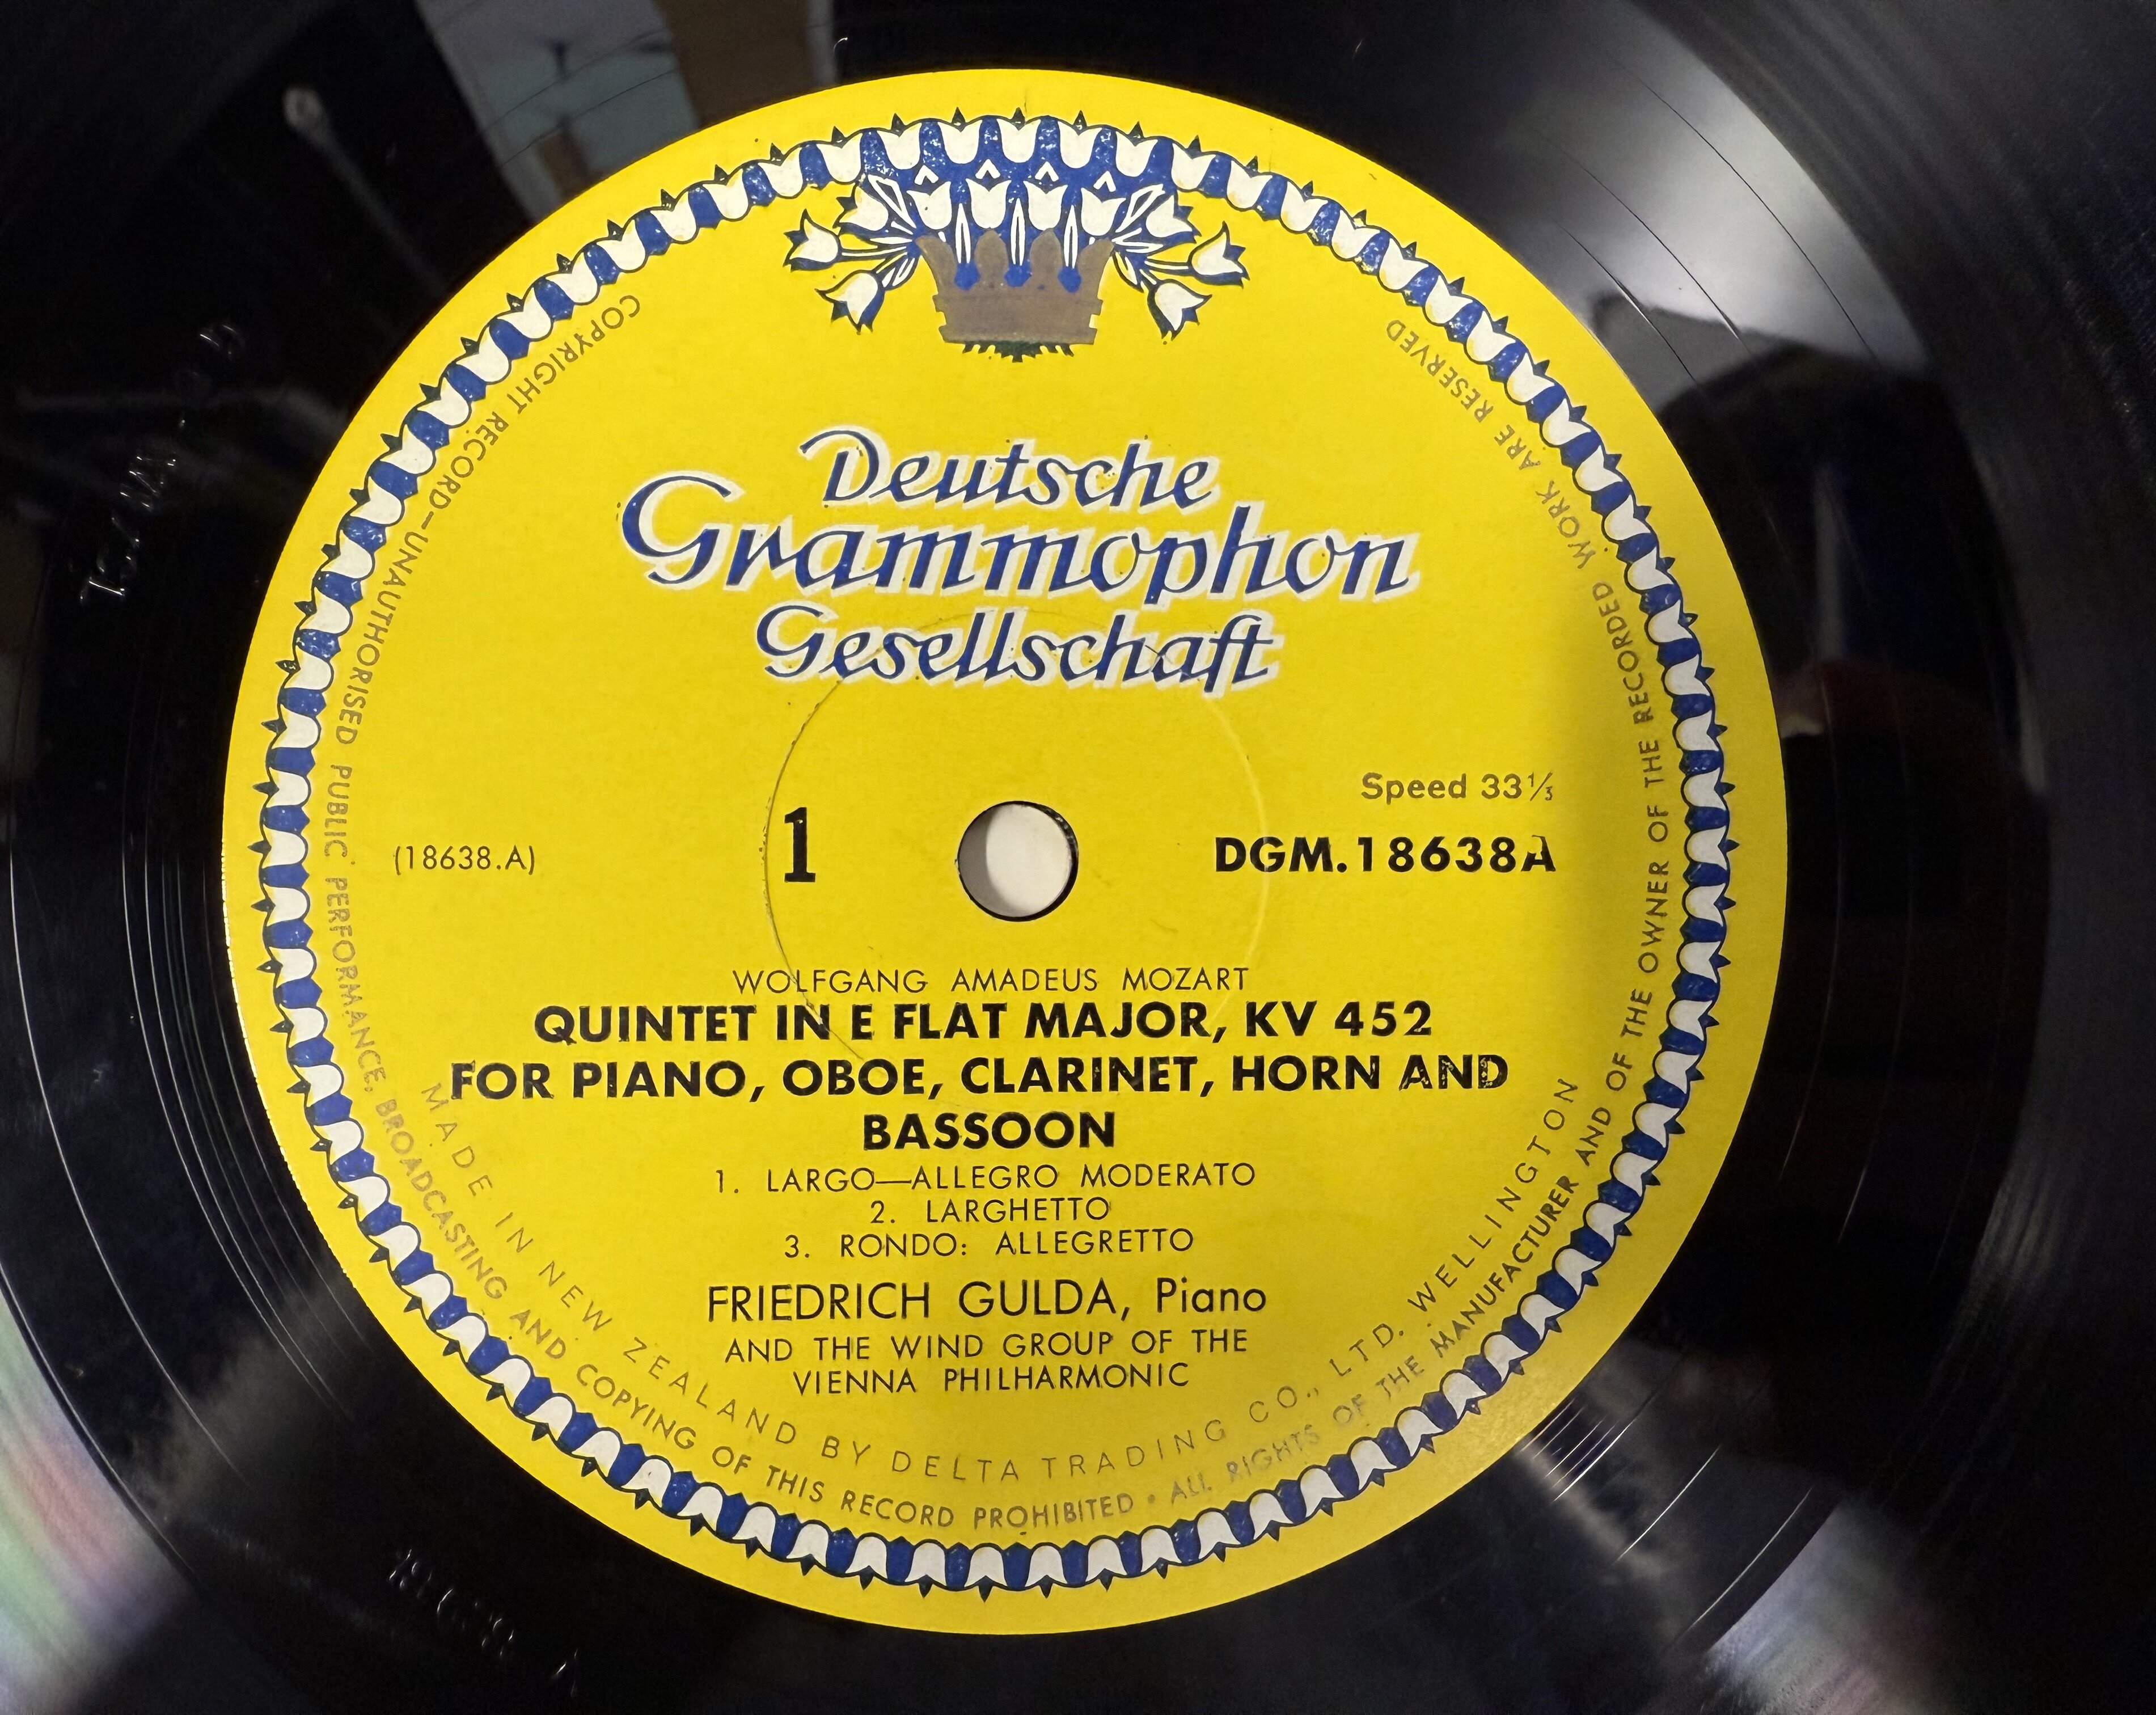 Deutsche
Grammophon
Gesellschaft
Speed 33⅓
(18638.A)
1
DGM.18638A
WOLFGANG AMADEUS MOZART
QUINTET IN E FLAT MAJOR, KV 452
FOR PIANO, OBOE, CLARINET, HORN AND
BASSOON
1. LARGO—ALLEGRO MODERATO
2. LARGHETTO
3. RONDO: ALLEGRETTO
FRIEDRICH GULDA, Piano
AND THE WIND GROUP OF THE
VIENNA PHILHARMONIC
MADE IN NEW ZEALAND BY DELTA TRADING CO., LTD. WELLINGTON
COPYRIGHT RECORD—UNAUTHORISED PUBLIC PERFORMANCE, BROADCASTING AND COPYING OF THIS RECORD PROHIBITED • ALL RIGHTS OF THE MANUFACTURER AND OF THE OWNER OF THE RECORDED WORK ARE RESERVED